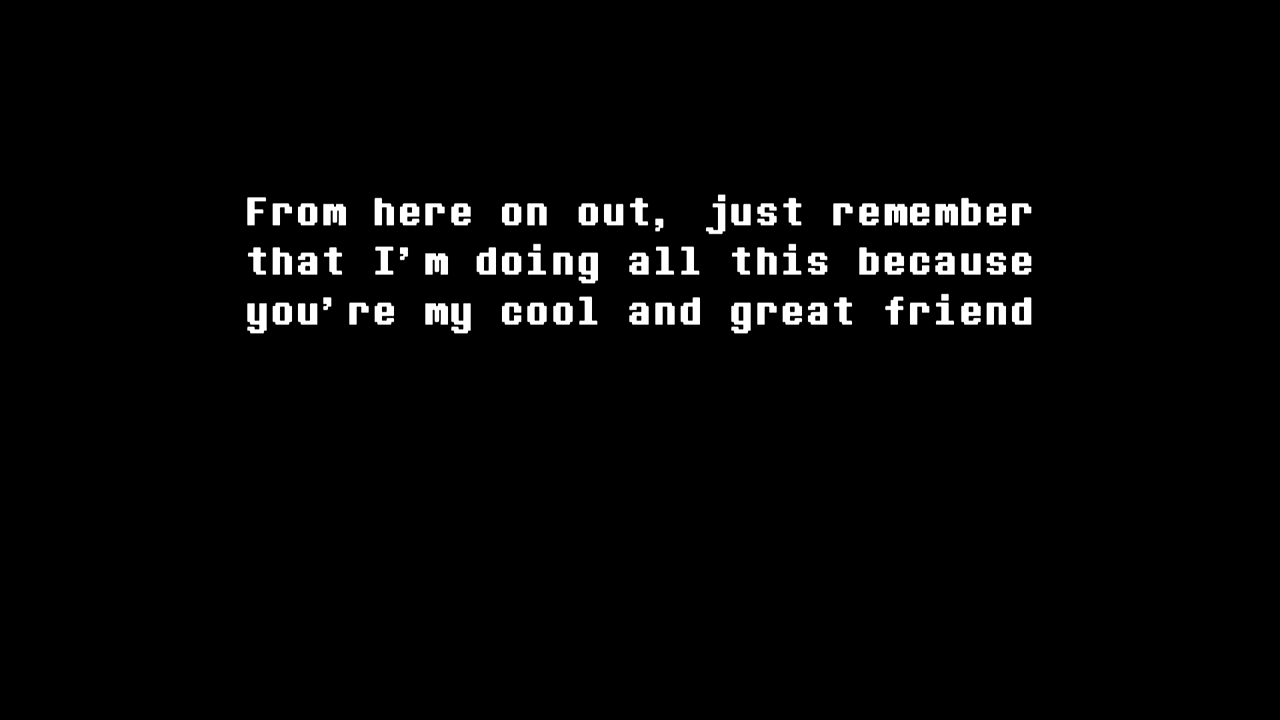 From here on out, just remember
that I'm doing all this because
you're my cool and great friend